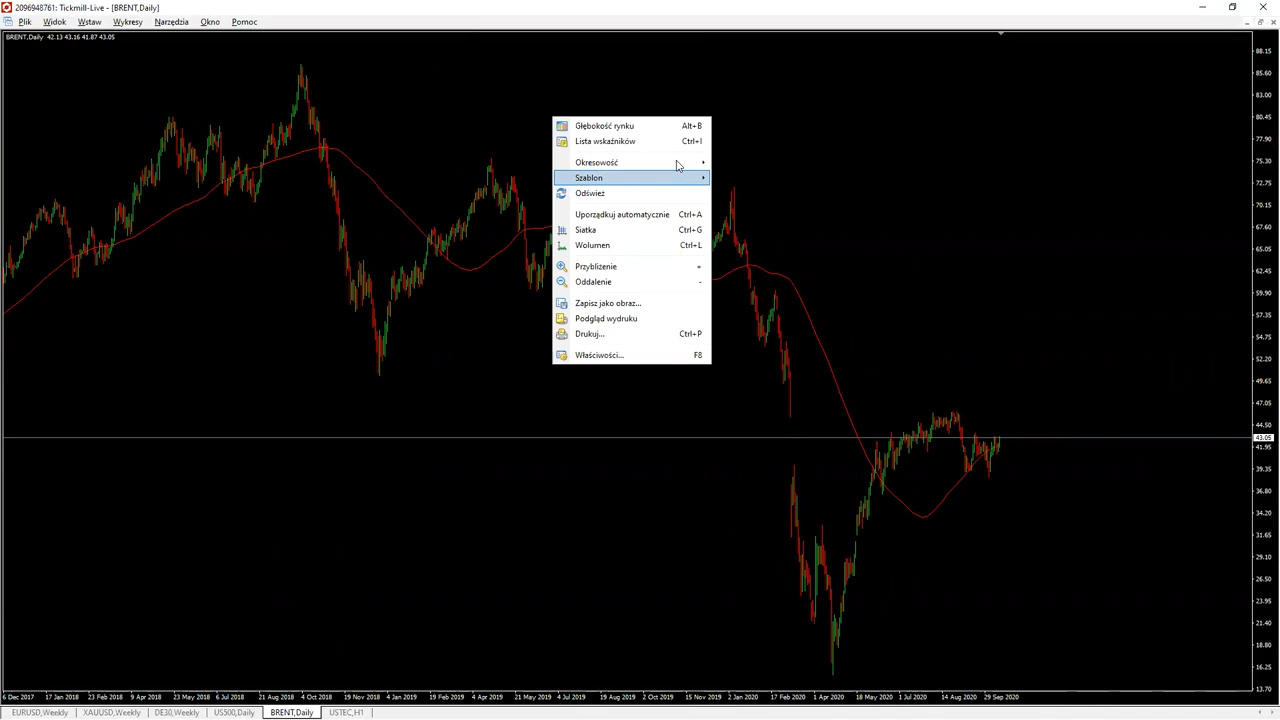 2096948761: Tickmill-Live - [BRENT,Daily]
Plik Widok Wstaw Wykresy Narzędzia Okno Pomoc
BRENT,Daily 42.13 43.16 41.87 43.05
88.15
85.60
83.00
80.45
77.90
75.30
72.75
70.15
67.60
65.05
62.45
59.90
57.35
54.75
52.20
49.65
47.05
44.50
43.05
41.95
39.35
36.80
34.20
31.65
29.10
26.50
23.95
21.40
18.80
16.25
13.70
Głębokość rynku Alt+B
Lista wskaźników Ctrl+I
Okresowość
Szablon
Odśwież
Uporządkuj automatycznie Ctrl+A
Siatka Ctrl+G
Wolumen Ctrl+L
Przybliżenie +
Oddalenie -
Zapisz jako obraz...
Podgląd wydruku
Drukuj... Ctrl+P
Właściwości... F8
6 Dec 2017 17 Jan 2018 23 Feb 2018 9 Apr 2018 23 May 2018 6 Jul 2018 21 Aug 2018 4 Oct 2018 19 Nov 2018 4 Jan 2019 19 Feb 2019 4 Apr 2019 21 May 2019 4 Jul 2019 19 Aug 2019 2 Oct 2019 15 Nov 2019 2 Jan 2020 17 Feb 2020 1 Apr 2020 18 May 2020 1 Jul 2020 14 Aug 2020 29 Sep 2020
EURUSD,Weekly XAUUSD,Weekly DE30,Weekly US500,Daily BRENT,Daily USTEC,H1